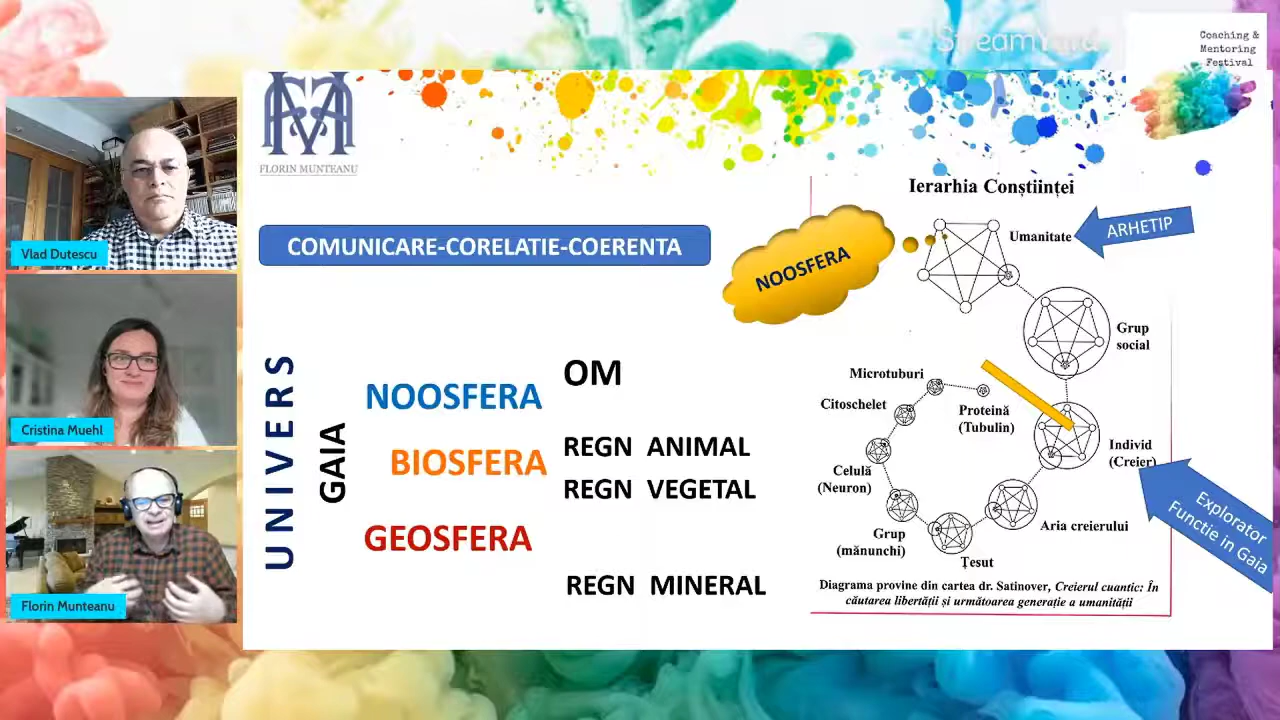 StreamYard
Coaching &
Mentoring
Festival
FLORIN MUNTEANU
Vlad Dutescu
Cristina Muehl
Florin Munteanu
COMUNICARE-CORELATIE-COERENTA
UNIVERS
GAIA
NOOSFERA
BIOSFERA
GEOSFERA
OM
REGN ANIMAL
REGN VEGETAL
REGN MINERAL
Ierarhia Conștiinței
NOOSFERA
Umanitate
ARHETIP
Grup
social
Microtuburi
Citoschelet
Proteină
(Tubulin)
Individ
(Creier)
Celulă
(Neuron)
Explorator
Functie in Gaia
Grup
(mănunchi)
Țesut
Aria creierului
Diagrama provine din cartea dr. Satinover, Creierul cuantic: În
căutarea libertății și următoarea generație a umanității